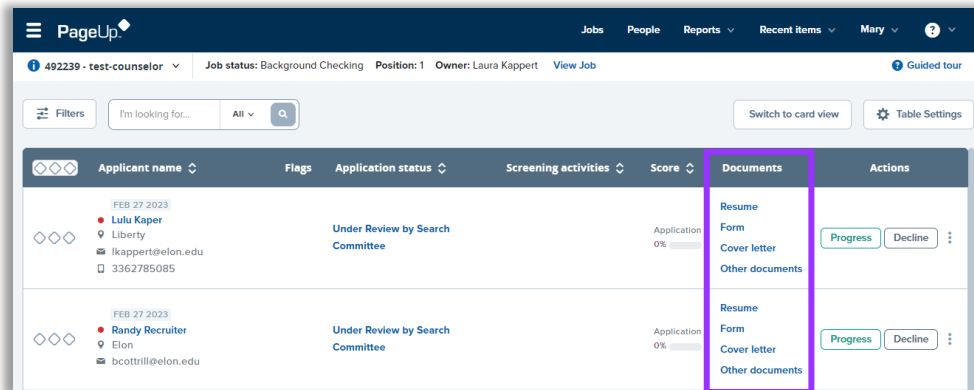 PageUp
Jobs People Reports Recent items Mary ?
492239 - test-counselor Job status: Background Checking Position: 1 Owner: Laura Kappert View Job Guided tour
Filters I'm looking for... All Switch to card view Table Settings
Applicant name Flags Application status Screening activities Score Documents Actions
FEB 27 2023
Lulu Kaper
Liberty
lkappert@elon.edu
3362785085
Under Review by Search
Committee
Application
0%
Resume
Form
Cover letter
Other documents
Progress Decline
FEB 27 2023
Randy Recruiter
Elon
bcottrill@elon.edu
Under Review by Search
Committee
Application
0%
Resume
Form
Cover letter
Other documents
Progress Decline